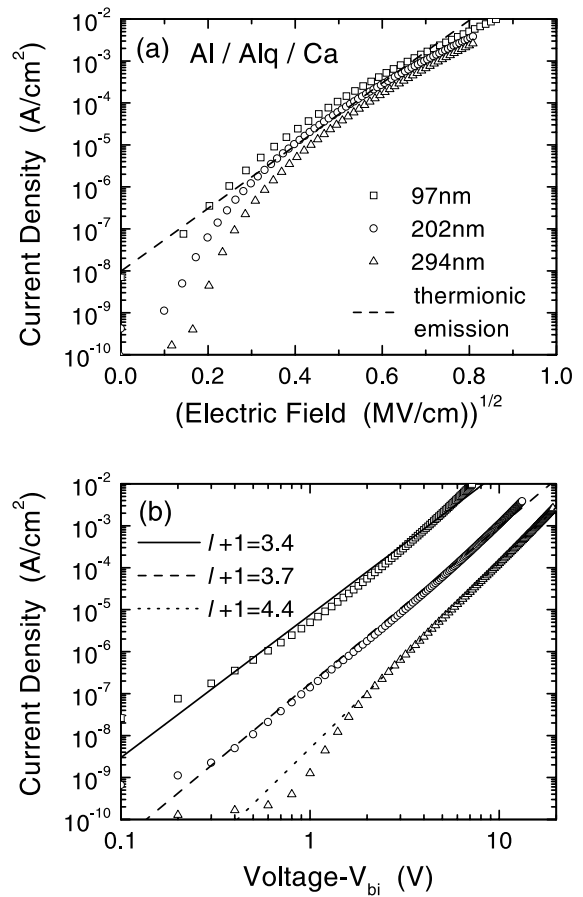 (a) Al / Alq / Ca
Current Density (A/cm²)
10⁻²
10⁻³
10⁻⁴
10⁻⁵
10⁻⁶
10⁻⁷
10⁻⁸
10⁻⁹
10⁻¹⁰
97nm
202nm
294nm
thermionic
emission
0.0 0.2 0.4 0.6 0.8 1.0
(Electric Field (MV/cm))¹/²
(b)
Current Density (A/cm²)
10⁻²
10⁻³
10⁻⁴
10⁻⁵
10⁻⁶
10⁻⁷
10⁻⁸
10⁻⁹
10⁻¹⁰
l+1=3.4
l+1=3.7
l+1=4.4
0.1 1 10
Voltage-V_bi (V)